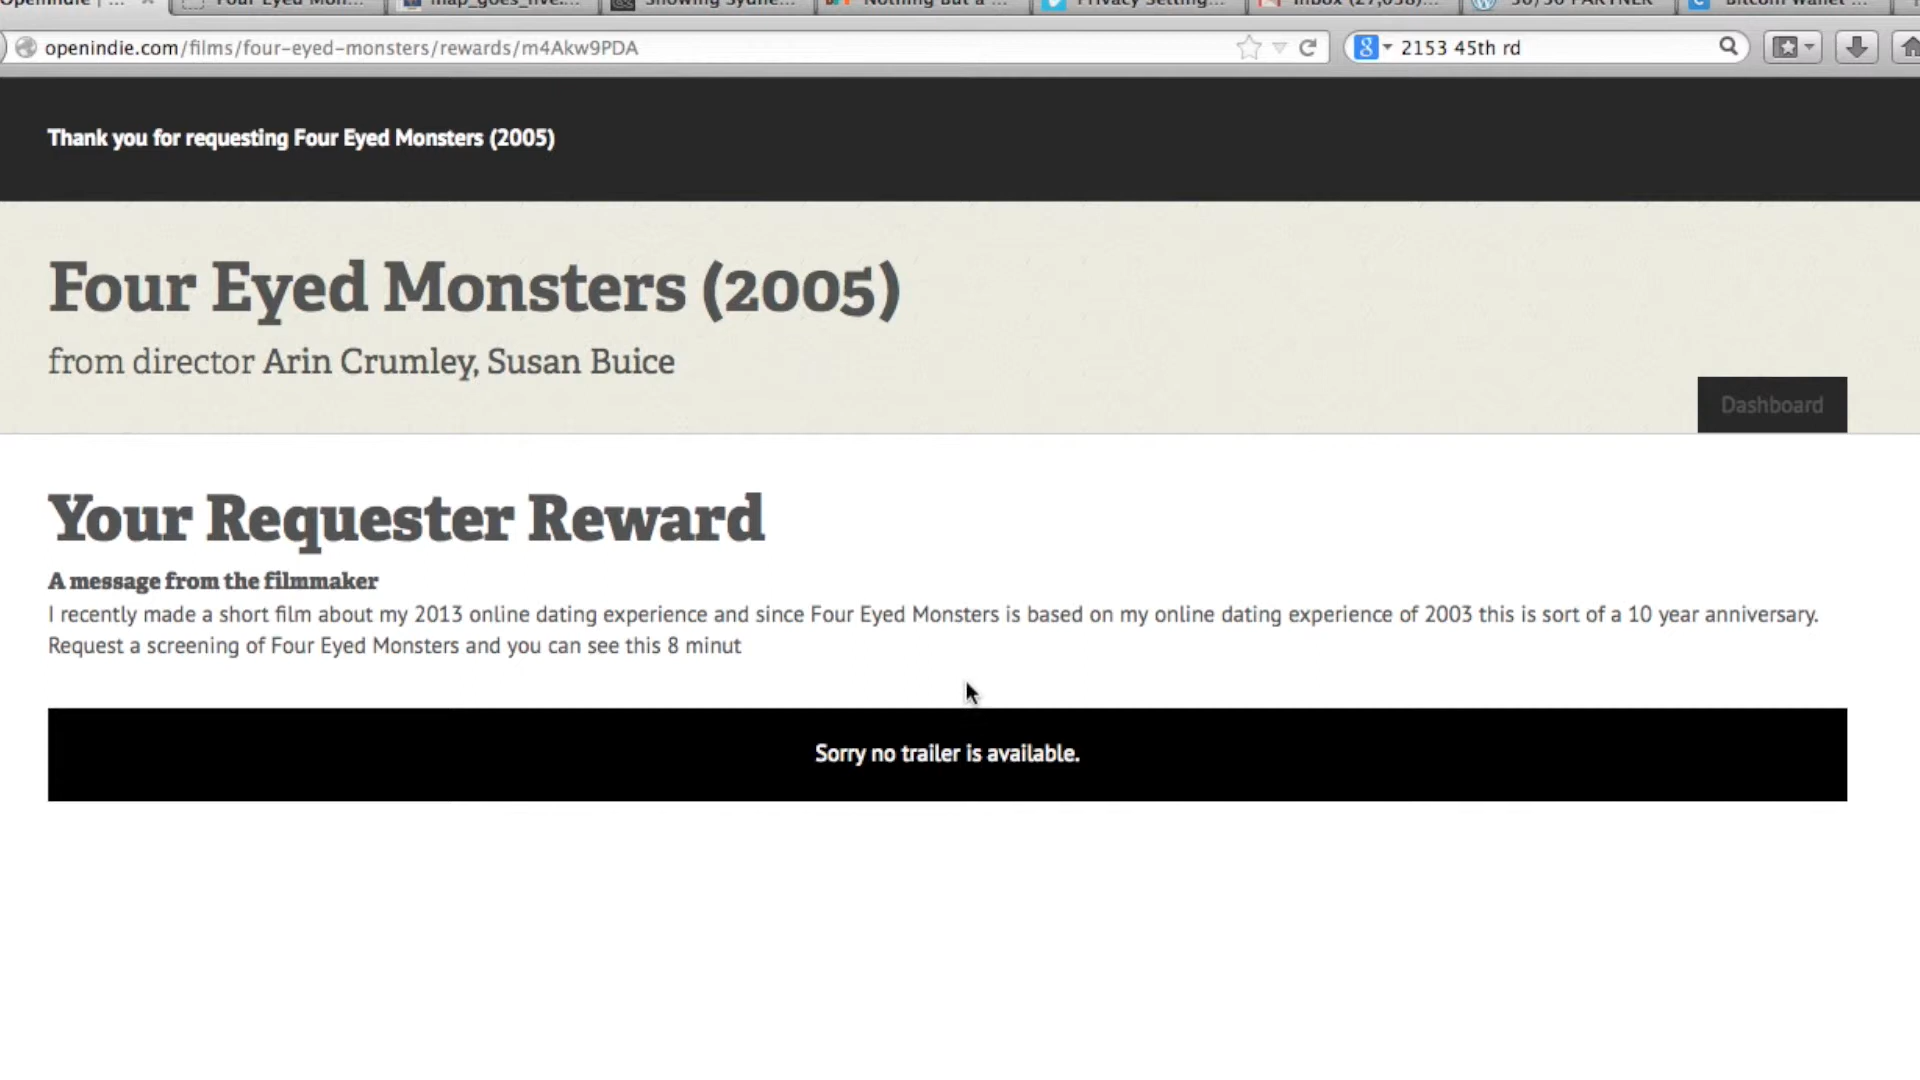 openindie.com/films/four-eyed-monsters/rewards/m4Akw9PDA
2153 45th rd
Thank you for requesting Four Eyed Monsters (2005)
Four Eyed Monsters (2005)
from director Arin Crumley, Susan Buice
Dashboard
Your Requester Reward
A message from the filmmaker
I recently made a short film about my 2013 online dating experience and since Four Eyed Monsters is based on my online dating experience of 2003 this is sort of a 10 year anniversary.
Request a screening of Four Eyed Monsters and you can see this 8 minut
Sorry no trailer is available.